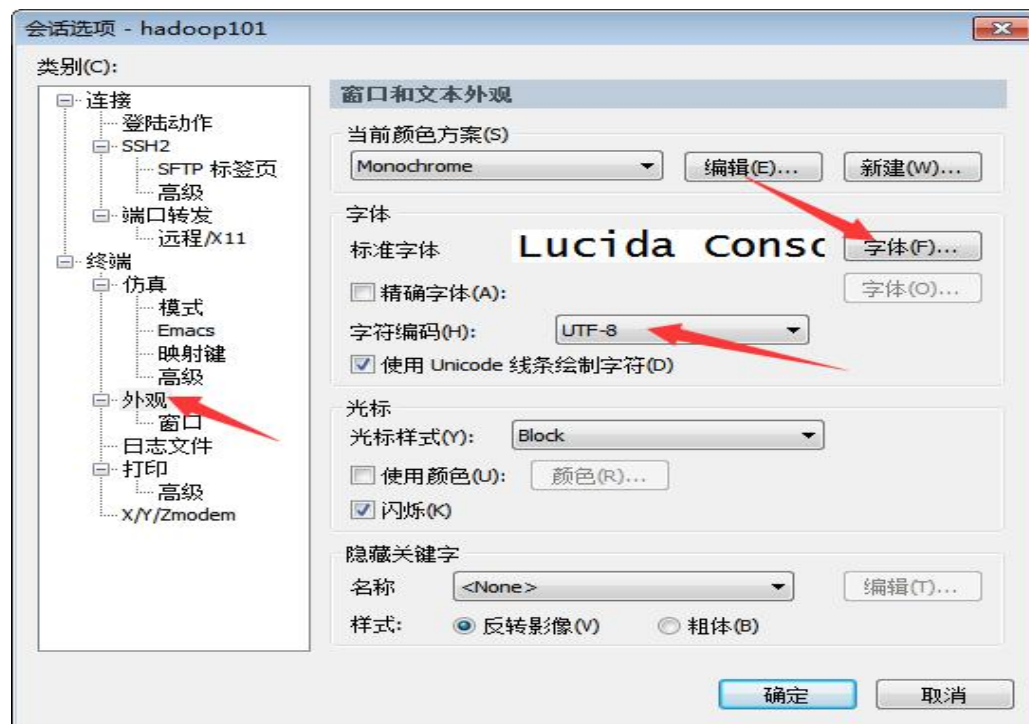 会话选项 - hadoop101
类别(C):
连接
登陆动作
SSH2
SFTP 标签页
高级
端口转发
远程/X11
终端
仿真
模式
Emacs
映射键
高级
外观
窗口
日志文件
打印
高级
X/Y/Zmodem
窗口和文本外观
当前颜色方案(S)
Monochrome 编辑(E)... 新建(W)...
字体
标准字体 Lucida Consc 字体(F)...
精确字体(A): 字体(O)...
字符编码(H): UTF-8
使用 Unicode 线条绘制字符(D)
光标
光标样式(Y): Block
使用颜色(U): 颜色(R)...
闪烁(K)
隐藏关键字
名称 <None> 编辑(T)...
样式: 反转影像(V) 粗体(B)
确定 取消